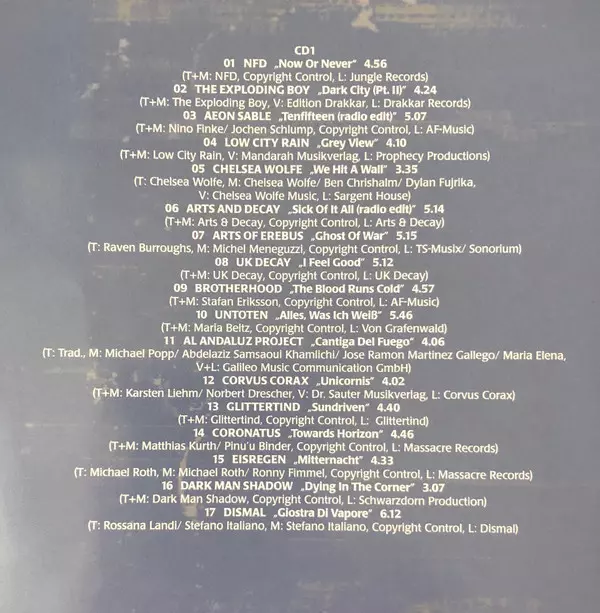 CD1
01 NFD „Now Or Never“ 4.56
(T+M: NFD, Copyright Control, L: Jungle Records)
02 THE EXPLODING BOY „Dark City (Pt. II)“ 4.24
(T+M: The Exploding Boy, V: Edition Drakkar, L: Drakkar Records)
03 AEON SABLE „Tenfifteen (radio edit)“ 5.07
(T+M: Nino Finke/ Jochen Schlump, Copyright Control, L: AF-Music)
04 LOW CITY RAIN „Grey View“ 4.10
(T+M: Low City Rain, V: Mandarah Musikverlag, L: Prophecy Productions)
05 CHELSEA WOLFE „We Hit A Wall“ 3.35
(T: Chelsea Wolfe, M: Chelsea Wolfe/ Ben Chrishalm/ Dylan Fujrika,
V: Chelsea Wolfe Music, L: Sargent House)
06 ARTS AND DECAY „Sick Of It All (radio edit)“ 5.14
(T+M: Arts & Decay, Copyright Control, L: Arts & Decay)
07 ARTS OF EREBUS „Ghost Of War“ 5.15
(T: Raven Burroughs, M: Michel Meneguzzi, Copyright Control, L: TS-Musix/ Sonorium)
08 UK DECAY „I Feel Good“ 5.12
(T+M: UK Decay, Copyright Control, L: UK Decay)
09 BROTHERHOOD „The Blood Runs Cold“ 4.57
(T+M: Stafan Eriksson, Copyright Control, L: AF-Music)
10 UNTOTEN „Alles, Was Ich Weiß“ 5.46
(T+M: Maria Beltz, Copyright Control, L: Von Grafenwald)
11 AL ANDALUZ PROJECT „Cantiga Del Fuego“ 4.06
(T: Trad., M: Michael Popp/ Abdelaziz Samsaoui Khamlichi/ Jose Ramon Martinez Gallego/ Maria Elena,
V+L: Galileo Music Communication GmbH)
12 CORVUS CORAX „Unicornis“ 4.02
(T+M: Karsten Liehm/ Norbert Drescher, V: Dr. Sauter Musikverlag, L: Corvus Corax)
13 GLITTERTIND „Sundriven“ 4.40
(T+M: Glittertind, Copyright Control, L: Glittertind)
14 CORONATUS „Towards Horizon“ 4.46
(T+M: Matthias Kurth/ Pinu'u Binder, Copyright Control, L: Massacre Records)
15 EISREGEN „Mitternacht“ 4.33
(T: Michael Roth, M: Michael Roth/ Ronny Fimmel, Copyright Control, L: Massacre Records)
16 DARK MAN SHADOW „Dying In The Corner“ 3.07
(T+M: Dark Man Shadow, Copyright Control, L: Schwarzdorn Production)
17 DISMAL „Giostra Di Vapore“ 6.12
(T: Rossana Landi/ Stefano Italiano, M: Stefano Italiano, Copyright Control, L: Dismal)